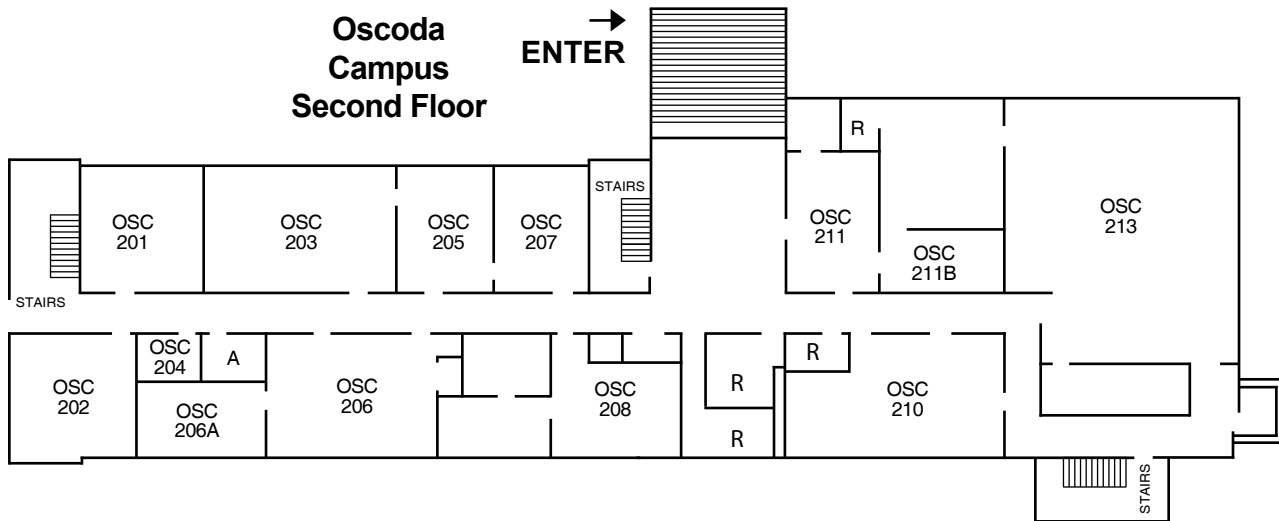 Oscoda
Campus
Second Floor
ENTER
R
STAIRS
OSC
201
OSC
203
OSC
205
OSC
207
OSC
211
OSC
213
OSC
211B
STAIRS
OSC
204
A
R
OSC
202
OSC
206
OSC
206A
OSC
208
R
OSC
210
R
STAIRS